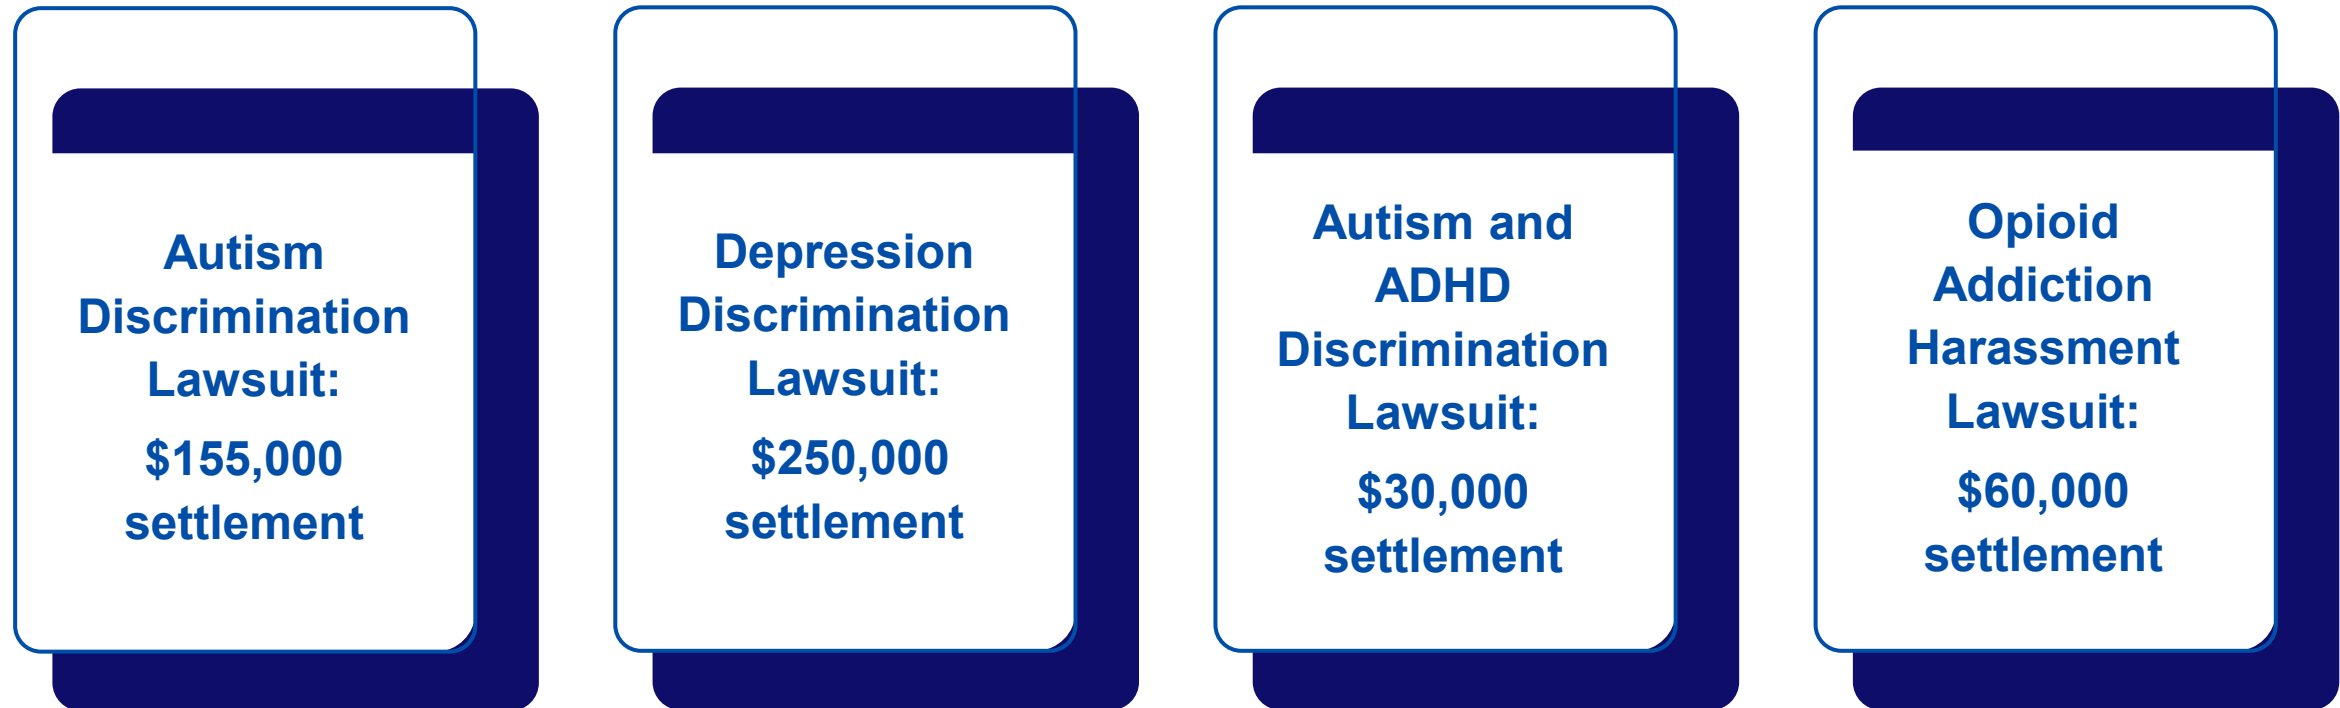 Autism
Discrimination
Lawsuit:
$155,000
settlement
Depression
Discrimination
Lawsuit:
$250,000
settlement
Autism and
ADHD
Discrimination
Lawsuit:
$30,000
settlement
Opioid
Addiction
Harassment
Lawsuit:
$60,000
settlement